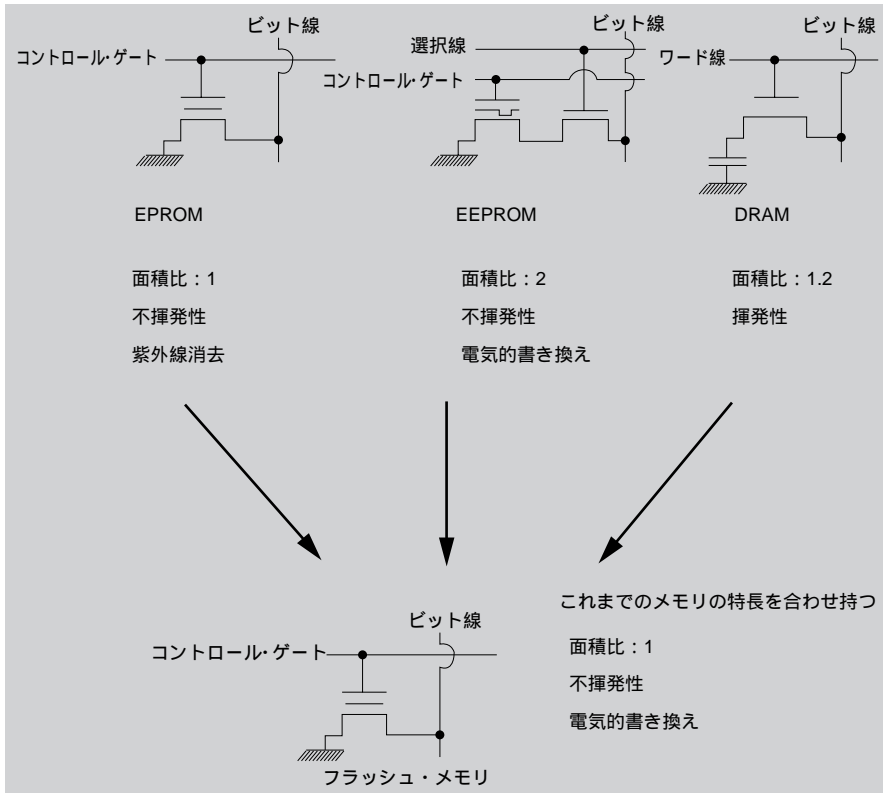 ビット線
コントロール・ゲート
EPROM
面積比：1
不揮発性
紫外線消去
ビット線
選択線
コントロール・ゲート
EEPROM
面積比：2
不揮発性
電気的書き換え
ビット線
ワード線
DRAM
面積比：1.2
揮発性
ビット線
コントロール・ゲート
フラッシュ・メモリ
これまでのメモリの特長を合わせ持つ
面積比：1
不揮発性
電気的書き換え